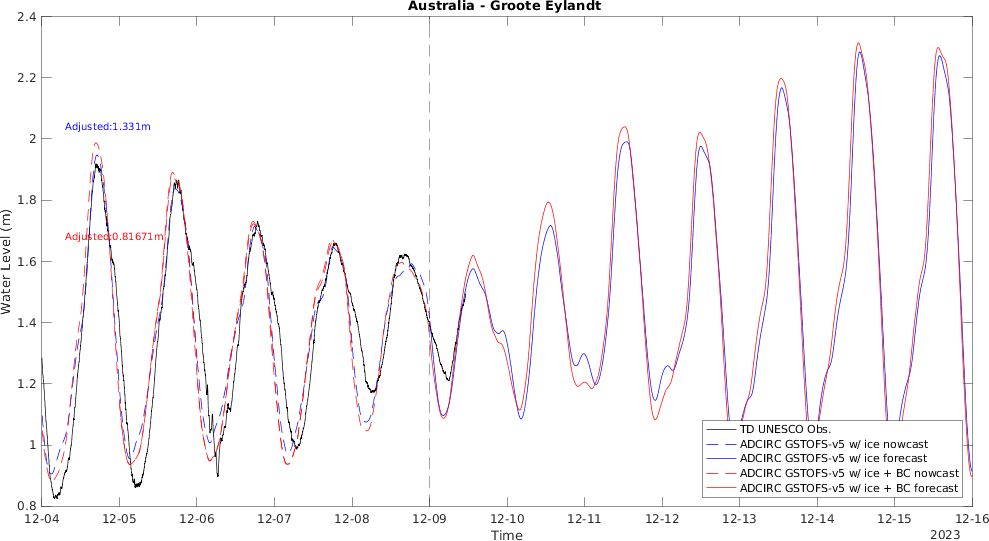 Australia - Groote Eylandt
2.4
2.2
2
1.8
1.6
1.4
1.2
1
0.8
Water Level (m)
Adjusted:1.331m
Adjusted:0.81671m
TD UNESCO Obs.
ADCIRC GSTOFS-v5 w/ ice nowcast
ADCIRC GSTOFS-v5 w/ ice forecast
ADCIRC GSTOFS-v5 w/ ice + BC nowcast
ADCIRC GSTOFS-v5 w/ ice + BC forecast
12-04 12-05 12-06 12-07 12-08 12-09 12-10 12-11 12-12 12-13 12-14 12-15 12-16
Time
2023